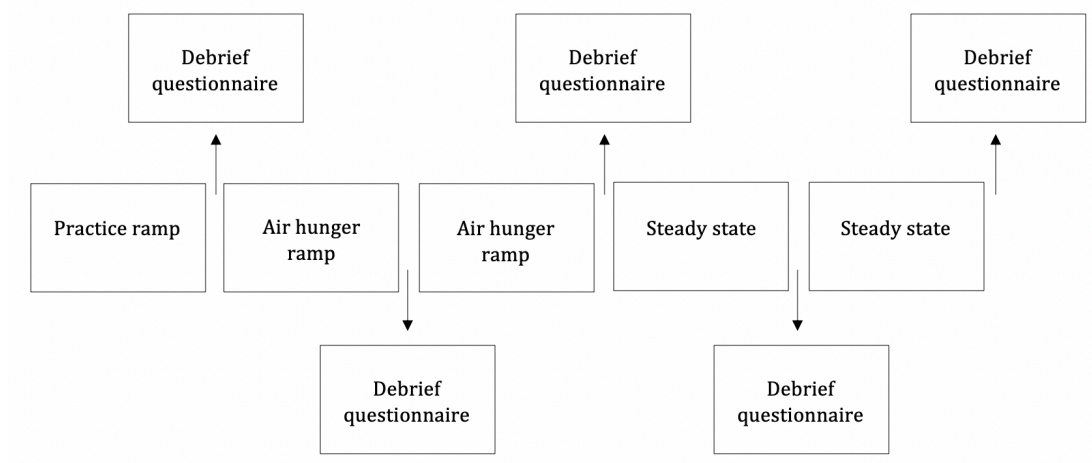 Debrief
questionnaire
Debrief
questionnaire
Debrief
questionnaire
Practice ramp
Air hunger
ramp
Air hunger
ramp
Steady state
Steady state
Debrief
questionnaire
Debrief
questionnaire